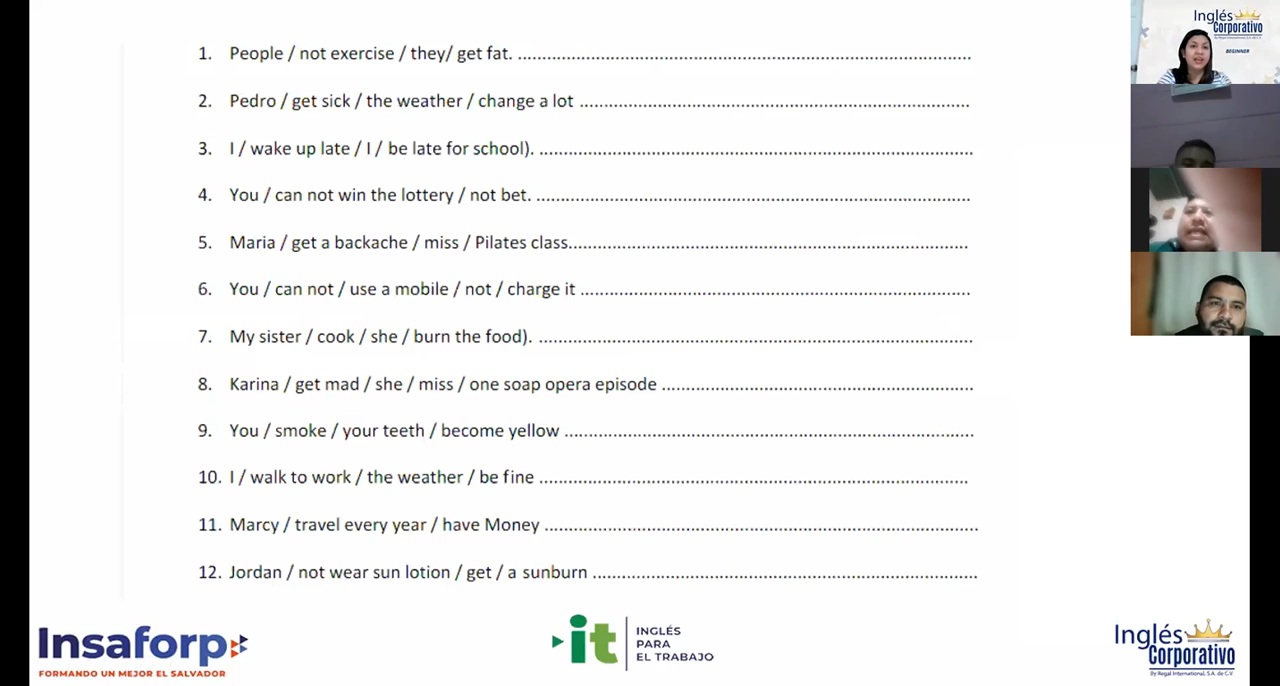 1. People / not exercise / they/ get fat. ................................................................................
2. Pedro / get sick / the weather / change a lot ......................................................................
3. I / wake up late / I / be late for school). ..............................................................................
4. You / can not win the lottery / not bet. ..............................................................................
5. Maria / get a backache / miss / Pilates class.......................................................................
6. You / can not / use a mobile / not / charge it ......................................................................
7. My sister / cook / she / burn the food). ..............................................................................
8. Karina / get mad / she / miss / one soap opera episode .......................................................
9. You / smoke / your teeth / become yellow .........................................................................
10. I / walk to work / the weather / be fine .............................................................................
11. Marcy / travel every year / have Money .............................................................................
12. Jordan / not wear sun lotion / get / a sunburn ....................................................................
Inglés
Corporativo
By Regal International, S.A. de C.V.
BEGINNER
Insaforp
FORMANDO UN MEJOR EL SALVADOR
it
INGLÉS
PARA
EL TRABAJO
Inglés
Corporativo
By Regal International, S.A. de C.V.